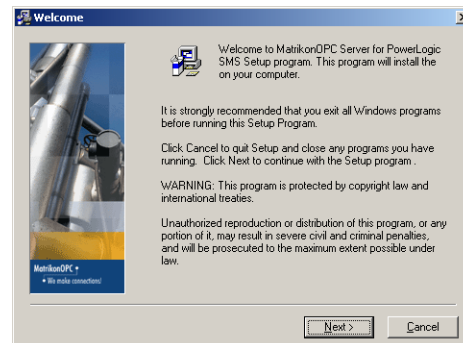 Welcome
Welcome to MatrikonOPC Server for PowerLogic
SMS Setup program. This program will install the
on your computer.
It is strongly recommended that you exit all Windows programs
before running this Setup Program.
Click Cancel to quit Setup and close any programs you have
running. Click Next to continue with the Setup program .
WARNING: This program is protected by copyright law and
international treaties.
Unauthorized reproduction or distribution of this program, or any
portion of it, may result in severe civil and criminal penalties,
and will be prosecuted to the maximum extent possible under
law.
MatrikonOPC
• We make connections!
Next >
Cancel